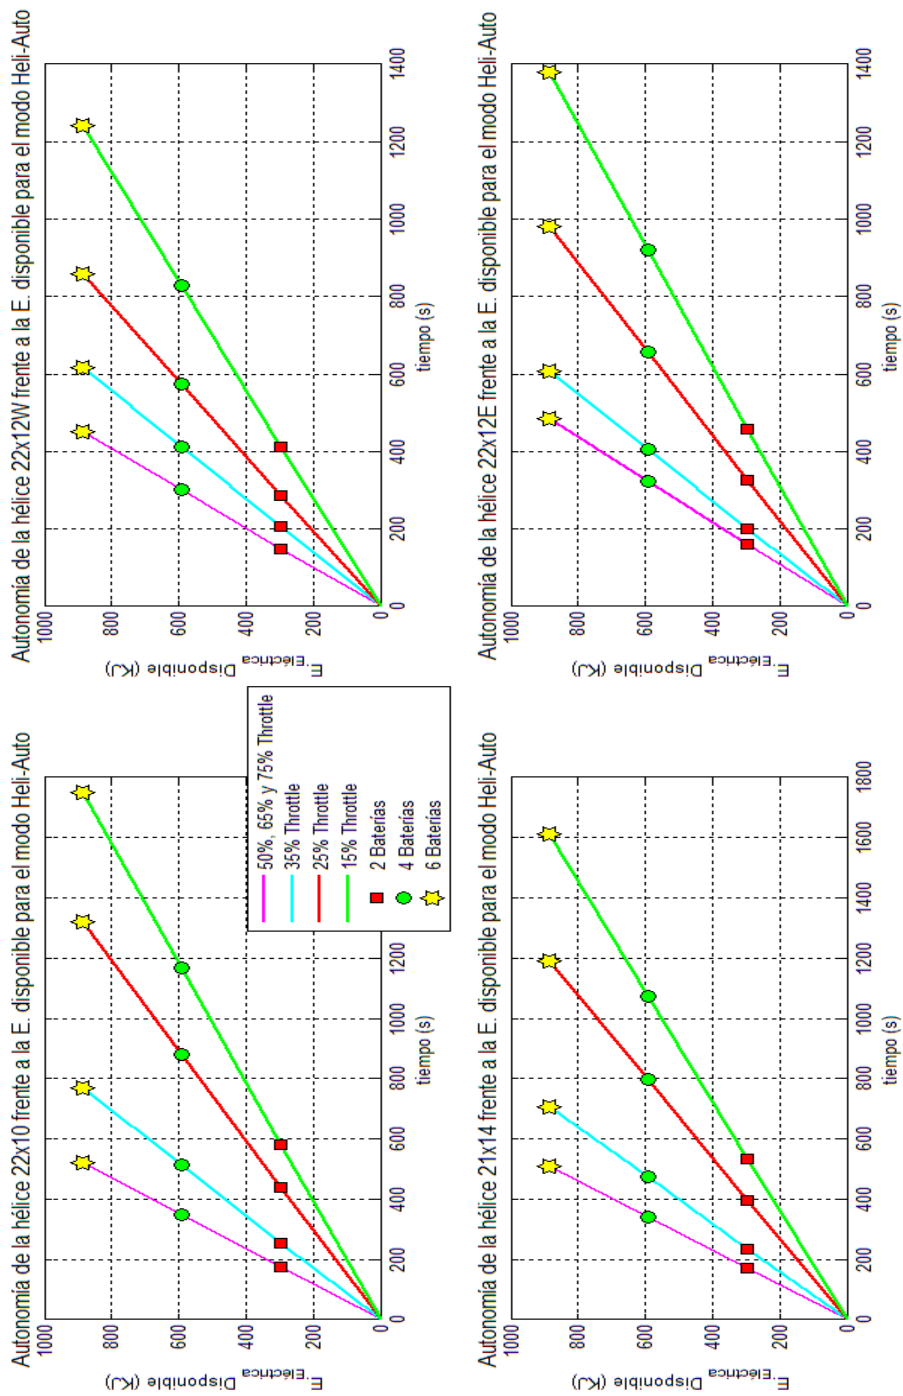 Autonomía de la hélice 22x10 frente a la E. disponible para el modo Heli-Auto
E.Eléctrica Disponible (KJ)
1000
800
600
400
200
0
0 200 400 600 800 1000 1200
tiempo (s)
Autonomía de la hélice 22x12W frente a la E. disponible para el modo Heli-Auto
E.Eléctrica Disponible (KJ)
1000
800
600
400
200
0
0 200 400 600 800 1000 1200 1400
tiempo (s)
50%, 65% y 75% Throttle
35% Throttle
25% Throttle
15% Throttle
2 Baterías
4 Baterías
6 Baterías
Autonomía de la hélice 21x14 frente a la E. disponible para el modo Heli-Auto
E.Eléctrica Disponible (KJ)
1000
800
600
400
200
0
0 200 400 600 800 1000 1200 1400 1600 1800
tiempo (s)
Autonomía de la hélice 22x12E frente a la E. disponible para el modo Heli-Auto
E.Eléctrica Disponible (KJ)
1000
800
600
400
200
0
0 200 400 600 800 1000 1200 1400
tiempo (s)